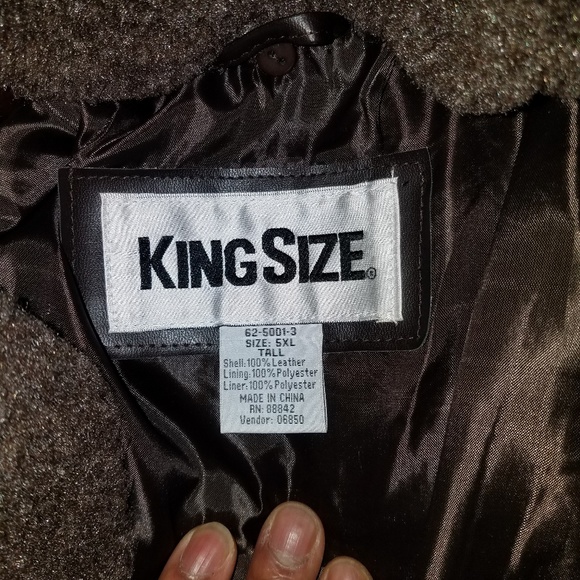 KINGSIZE®
62-5001-3
SIZE: 5XL
TALL
Shell:100% Leather
Lining:100% Polyester
Liner:100% Polyester
MADE IN CHINA
RN: 88842
Vendor: 06850